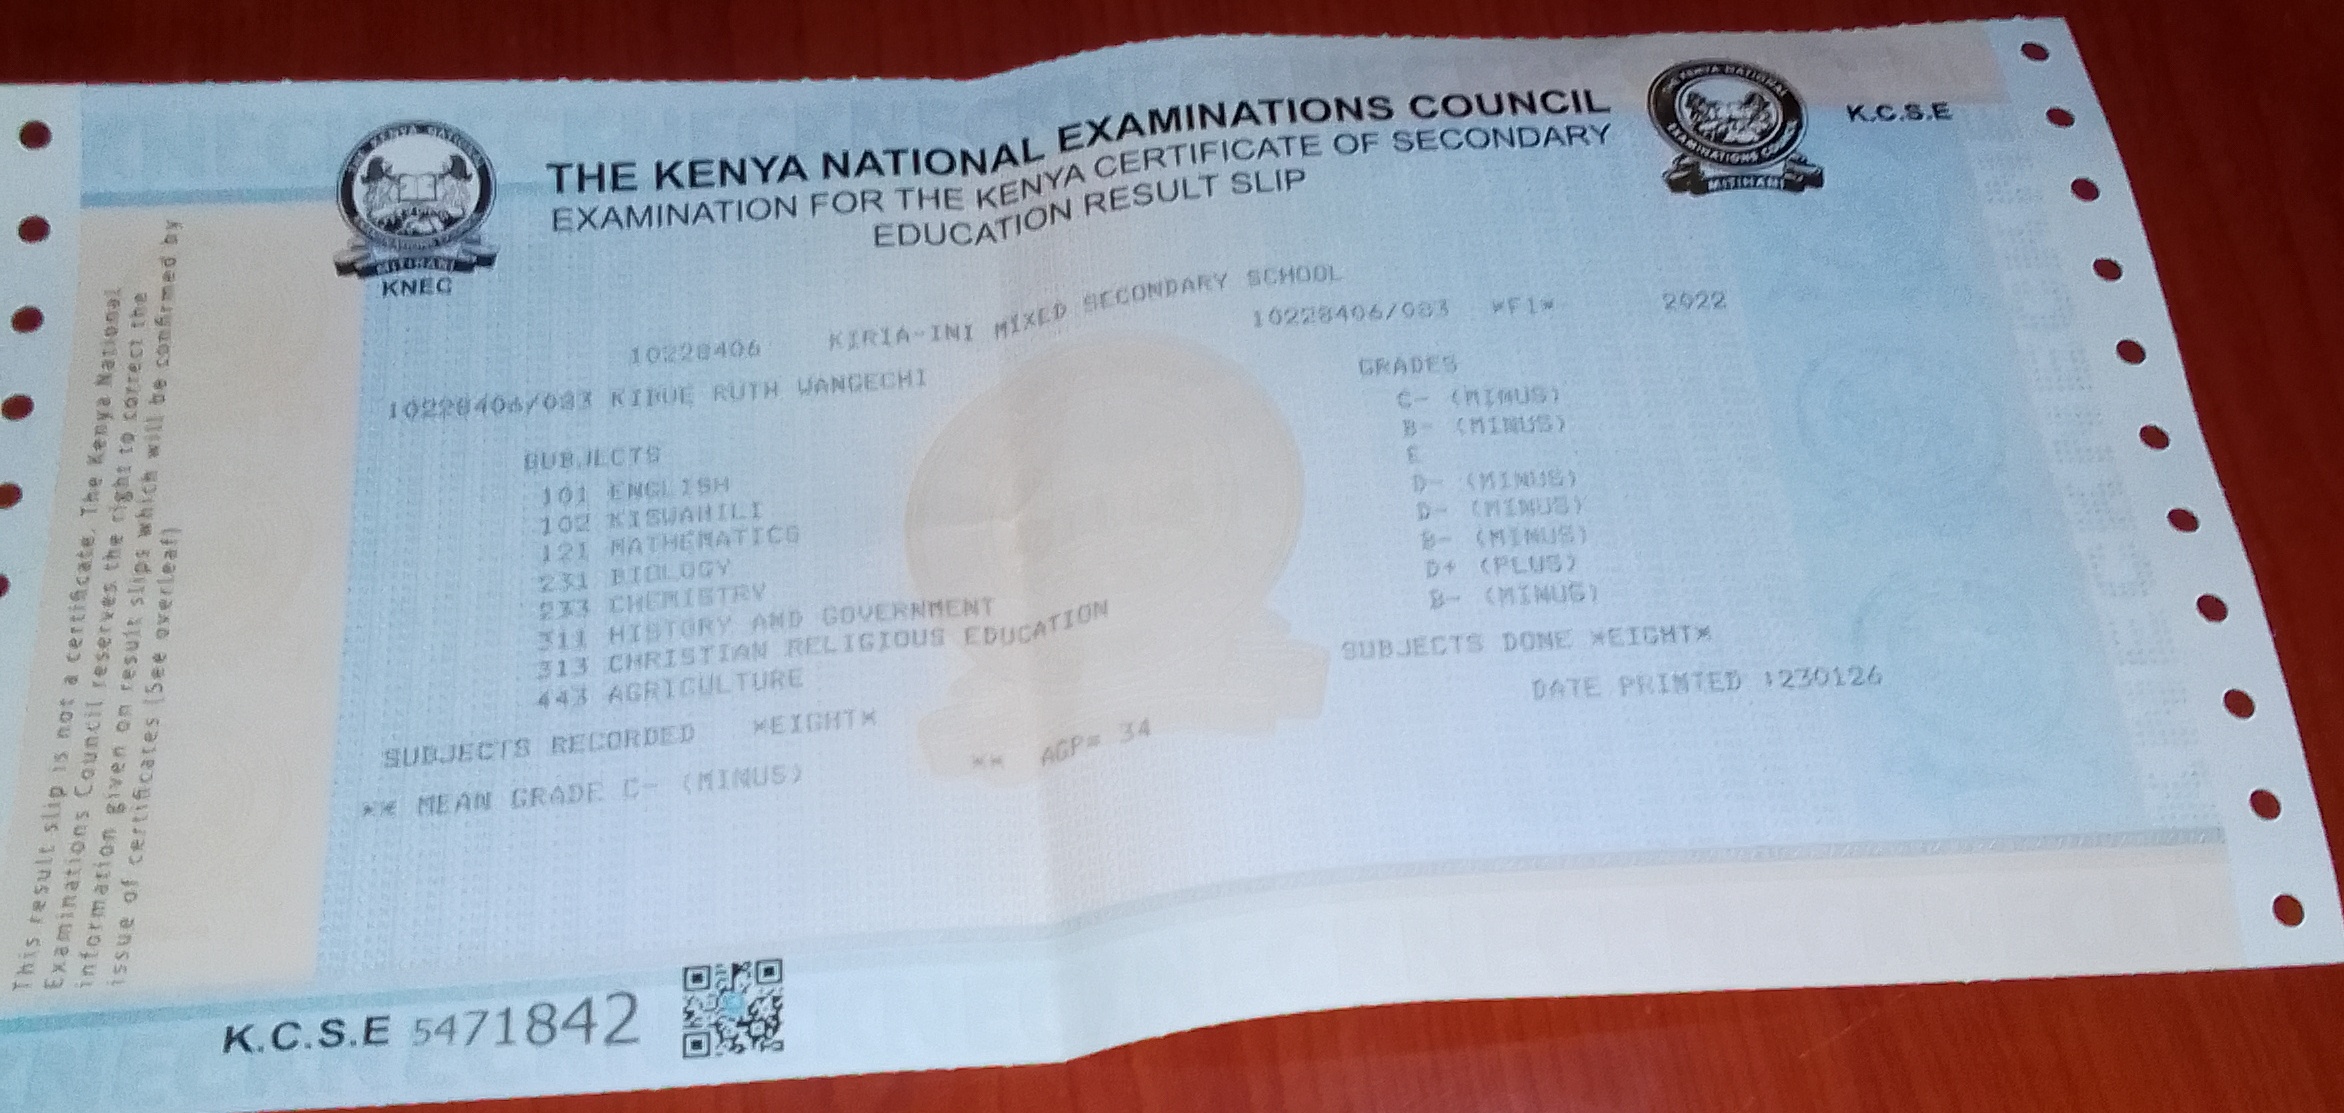 THE KENYA NATIONAL EXAMINATIONS COUNCIL
EXAMINATION FOR THE KENYA CERTIFICATE OF SECONDARY
EDUCATION RESULT SLIP
K.C.S.E
MITIHANI
KNEC
MITIHANI
10228406 KIRIA-INI MIXED SECONDARY SCHOOL
10228406/083 *F1* 2022
10228406/083 KIBUE RUTH WANGECHI
SUBJECTS GRADES
101 ENGLISH C- (MINUS)
102 KISWAHILI B- (MINUS)
121 MATHEMATICS E
231 BIOLOGY D- (MINUS)
233 CHEMISTRY D- (MINUS)
311 HISTORY AND GOVERNMENT B- (MINUS)
313 CHRISTIAN RELIGIOUS EDUCATION D+ (PLUS)
443 AGRICULTURE B- (MINUS)
SUBJECTS RECORDED *EIGHT* SUBJECTS DONE *EIGHT*
** MEAN GRADE C- (MINUS) ** AGP= 34 DATE PRINTED :230126
This result slip is not a certificate. The Kenya National
Examinations Council reserves the right to correct the
information given on result slips which will be confirmed by
issue of certificates (See overleaf)
K.C.S.E 5471842